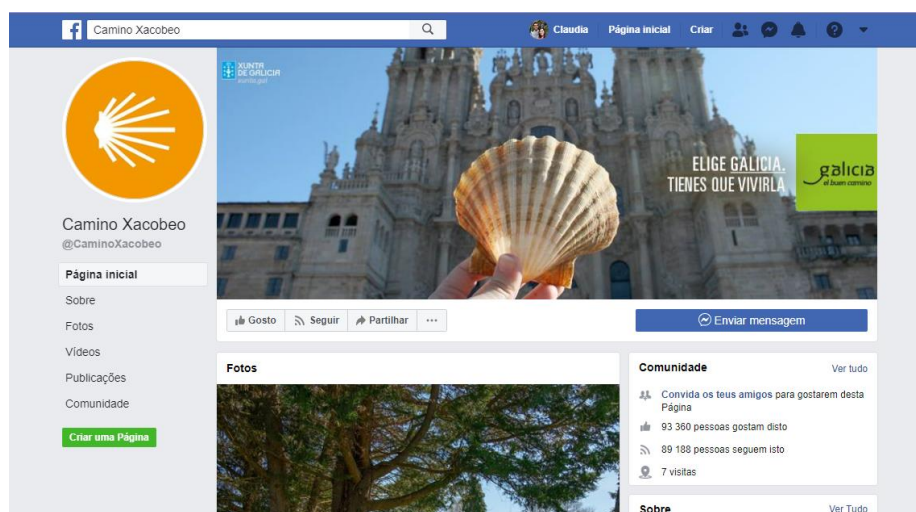 Camino Xacobeo
Claudia Página inicial Criar
XUNTA
DE GALICIA
ELIGE GALICIA.
TIENES QUE VIVIRLA
galicia
el buen camino
Camino Xacobeo
@CaminoXacobeo
Página inicial
Sobre
Fotos
Vídeos
Publicações
Comunidade
Criar uma Página
Gosto Seguir Partilhar ...
Enviar mensagem
Fotos
Comunidade Ver tudo
Convida os teus amigos para gostarem desta
Página
93 360 pessoas gostam disto
89 188 pessoas seguem isto
7 visitas
Sobre Ver Tudo